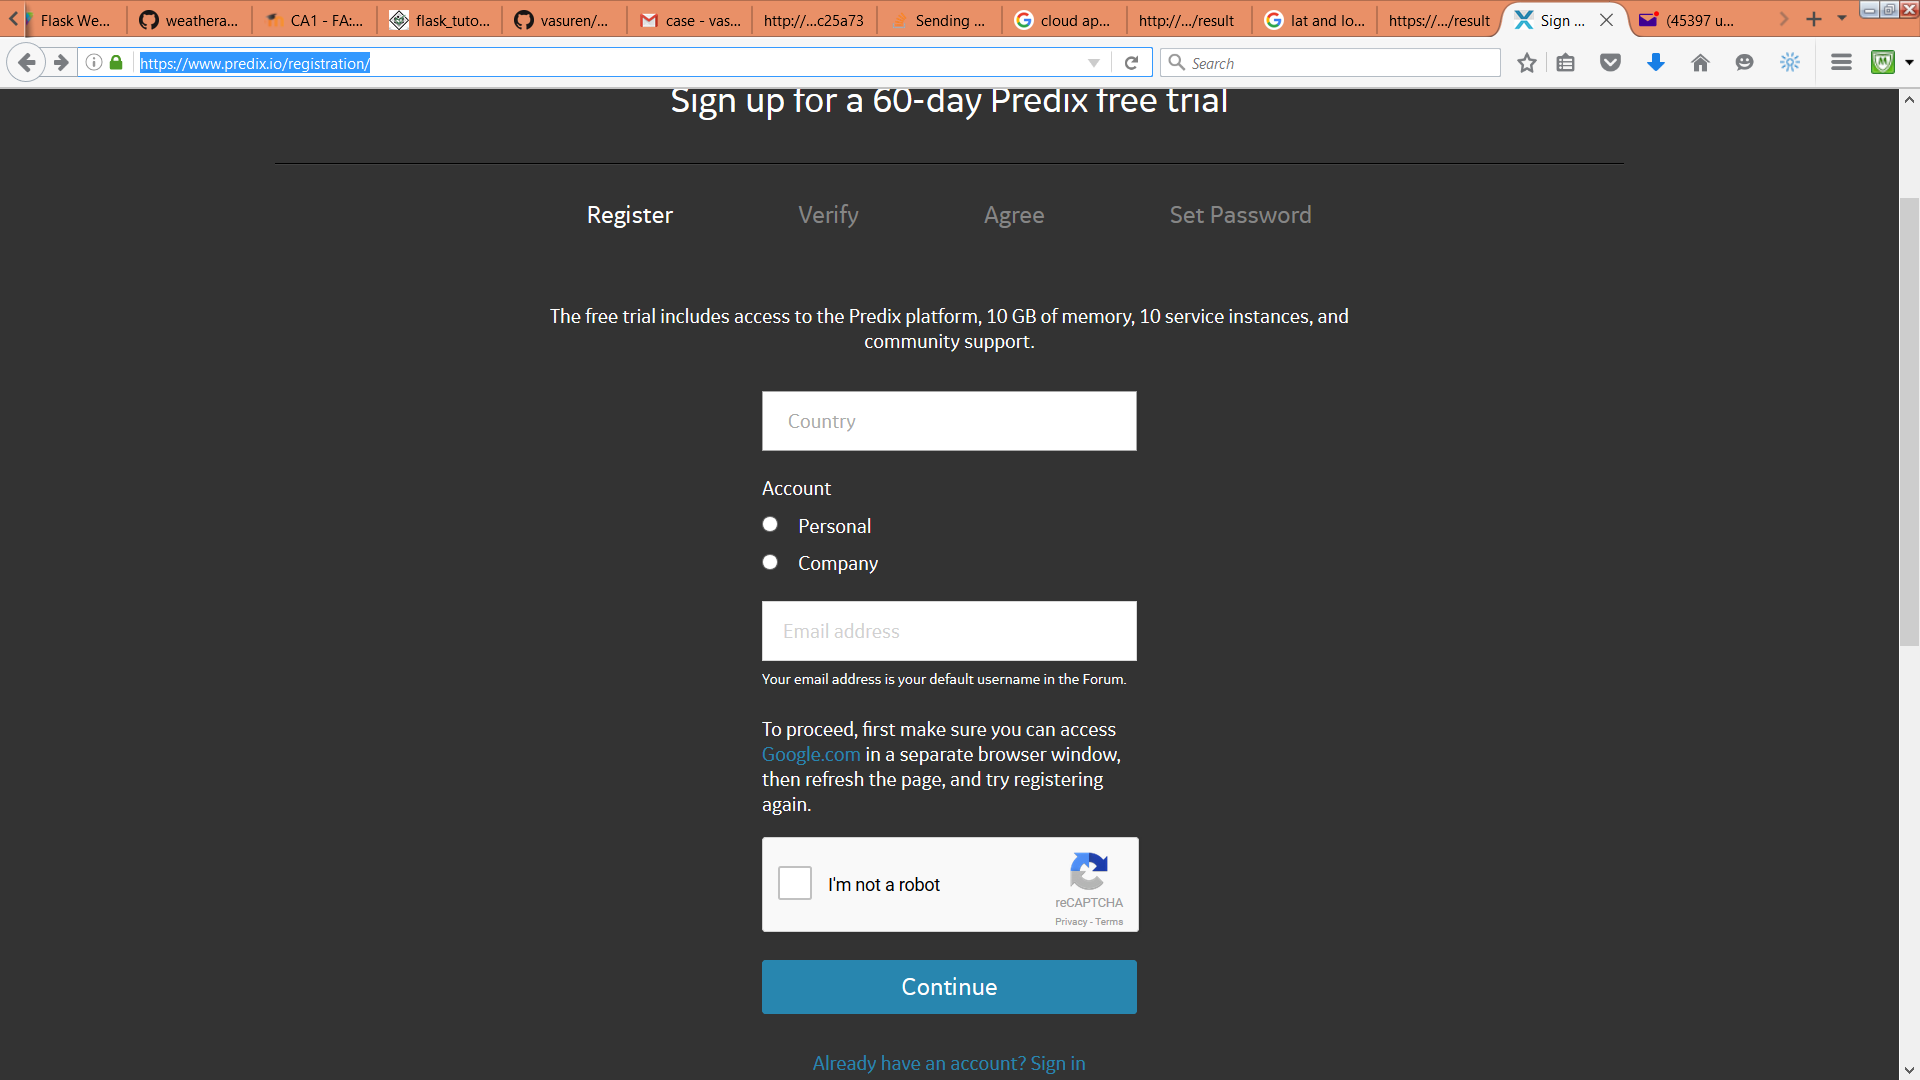 Flask We...
weathera...
CA1 - FA:...
flask_tuto...
vasuren/...
case - vas...
http://...c25a73
Sending ...
cloud ap...
http://.../result
lat and lo...
https://.../result
Sign ...
(45397 u...
https://www.predix.io/registration/
Search
Sign up for a 60-day Predix free trial
Register
Verify
Agree
Set Password
The free trial includes access to the Predix platform, 10 GB of memory, 10 service instances, and
community support.
Country
Account
Personal
Company
Email address
Your email address is your default username in the Forum.
To proceed, first make sure you can access
Google.com in a separate browser window,
then refresh the page, and try registering
again.
I'm not a robot
reCAPTCHA
Privacy - Terms
Continue
Already have an account? Sign in